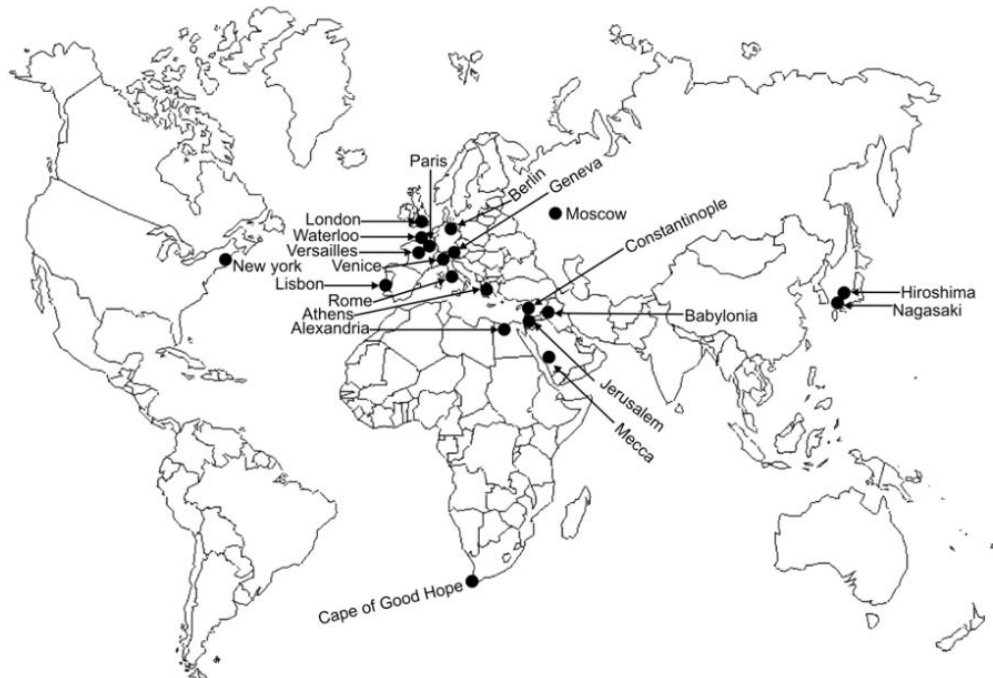 Paris
Berlin
Geneva
London
Moscow
Waterloo
Constantinople
Versailles
Venice
New york
Lisbon
Hiroshima
Rome
Nagasaki
Athens
Babylonia
Alexandria
Jerusalem
Mecca
Cape of Good Hope